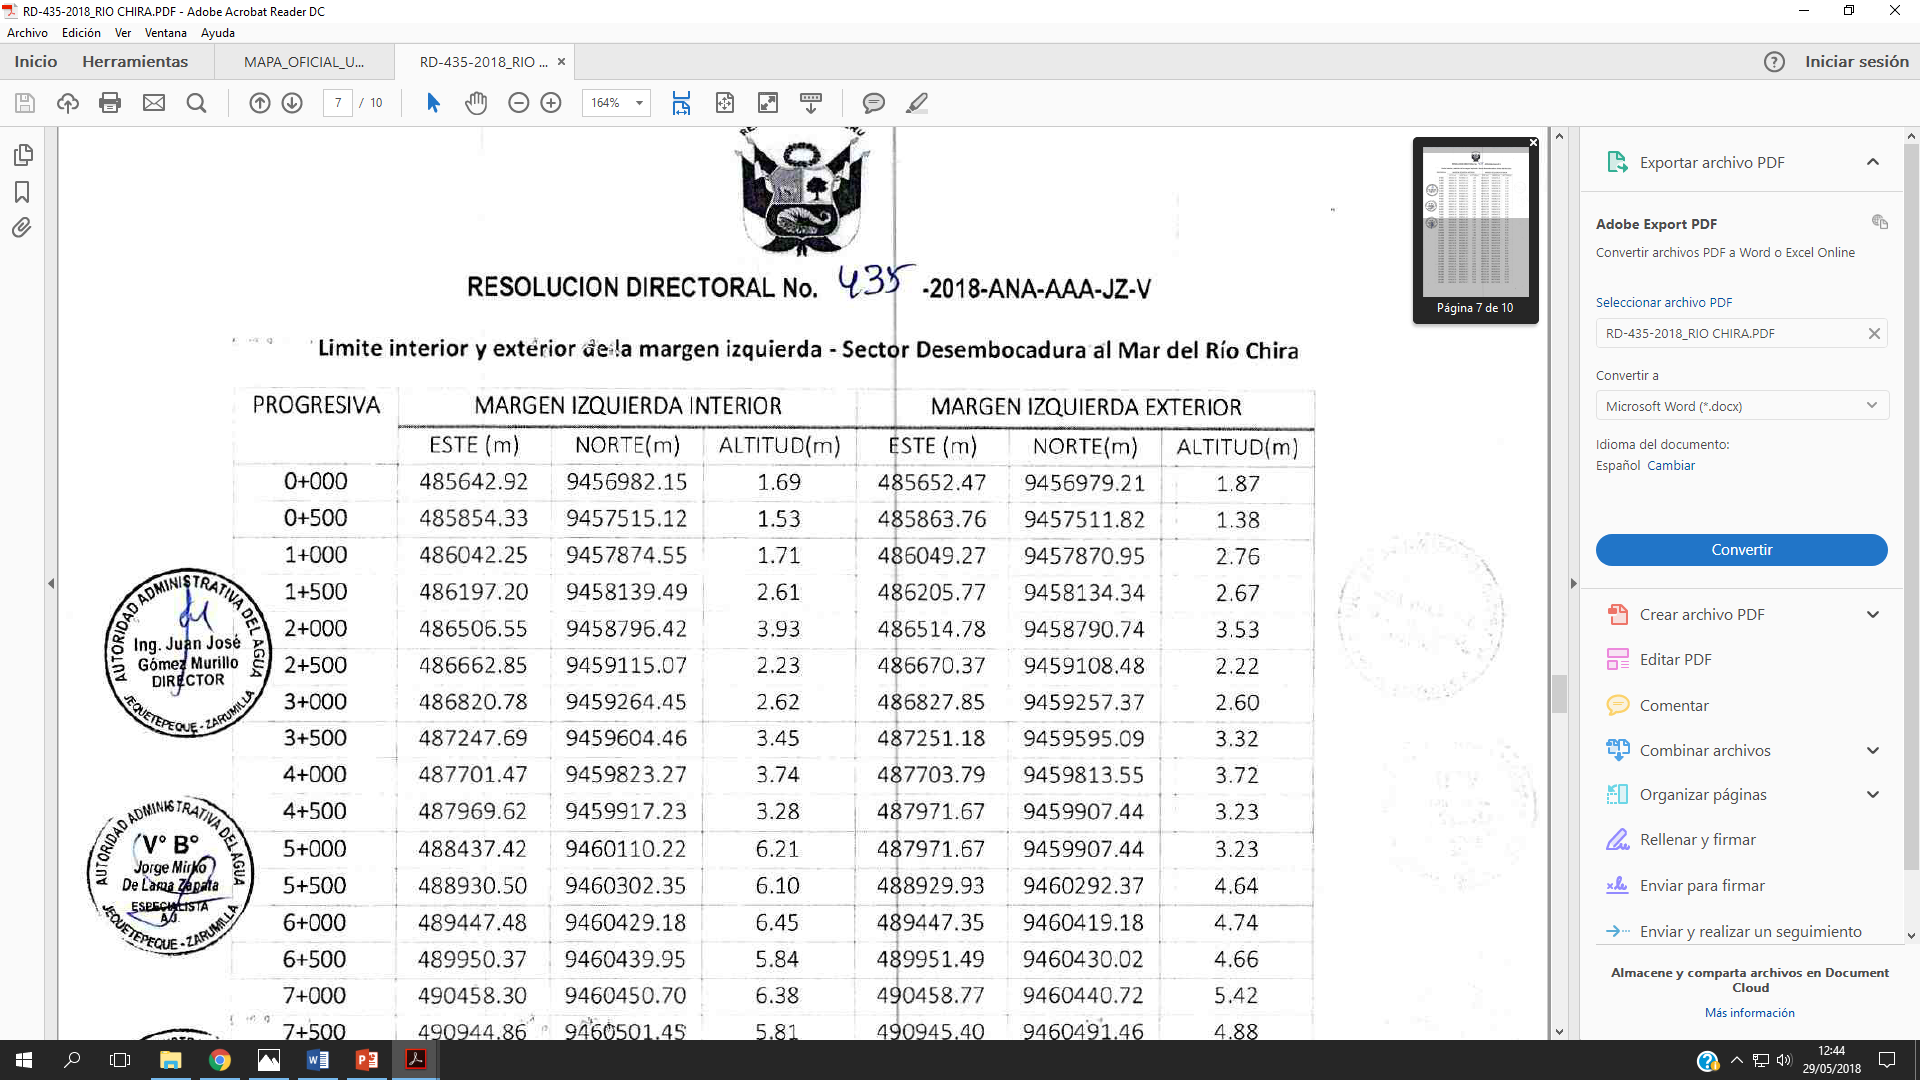 RD-435-2018_RIO CHIRA.PDF - Adobe Acrobat Reader DC
Archivo Edición Ver Ventana Ayuda
Inicio Herramientas MAPA_OFICIAL_U... RD-435-2018_RIO ... × Iniciar sesión
7 / 10 164%
RESOLUCION DIRECTORAL No. 435 -2018-ANA-AAA-JZ-V
Limite interior y exterior de la margen izquierda - Sector Desembocadura al Mar del Río Chira
PROGRESIVA MARGEN IZQUIERDA INTERIOR MARGEN IZQUIERDA EXTERIOR
ESTE (m) NORTE(m) ALTITUD(m) ESTE (m) NORTE(m) ALTITUD(m)
0+000 485642.92 9456982.15 1.69 485652.47 9456979.21 1.87
0+500 485854.33 9457515.12 1.53 485863.76 9457511.82 1.38
1+000 486042.25 9457874.55 1.71 486049.27 9457870.95 2.76
1+500 486197.20 9458139.49 2.61 486205.77 9458134.34 2.67
2+000 486506.55 9458796.42 3.93 486514.78 9458790.74 3.53
2+500 486662.85 9459115.07 2.23 486670.37 9459108.48 2.22
3+000 486820.78 9459264.45 2.62 486827.85 9459257.37 2.60
3+500 487247.69 9459604.46 3.45 487251.18 9459595.09 3.32
4+000 487701.47 9459823.27 3.74 487703.79 9459813.55 3.72
4+500 487969.62 9459917.23 3.28 487971.67 9459907.44 3.23
5+000 488437.42 9460110.22 6.21 487971.67 9459907.44 3.23
5+500 488930.50 9460302.35 6.10 488929.93 9460292.37 4.64
6+000 489447.48 9460429.18 6.45 489447.35 9460419.18 4.74
6+500 489950.37 9460439.95 5.84 489951.49 9460430.02 4.66
7+000 490458.30 9460450.70 6.38 490458.77 9460440.72 5.42
7+500 490944.86 9460501.45 5.81 490945.40 9460491.46 4.88
AUTORIDAD ADMINISTRATIVA DEL AGUA
Ing. Juan José
Gómez Murillo
DIRECTOR
JEQUETEPEQUE - ZARUMILLA
AUTORIDAD ADMINISTRATIVA DEL AGUA
V° B°
Jorge Mirko
De Lama Zapata
ESPECIALISTA
A.J.
JEQUETEPEQUE - ZARUMILLA
Página 7 de 10
Exportar archivo PDF
Adobe Export PDF
Convertir archivos PDF a Word o Excel Online
Seleccionar archivo PDF
RD-435-2018_RIO CHIRA.PDF
Convertir a
Microsoft Word (*.docx)
Idioma del documento:
Español Cambiar
Convertir
Crear archivo PDF
Editar PDF
Comentar
Combinar archivos
Organizar páginas
Rellenar y firmar
Enviar para firmar
Enviar y realizar un seguimiento
Almacene y comparta archivos en Document
Cloud
Más información
12:44
29/05/2018